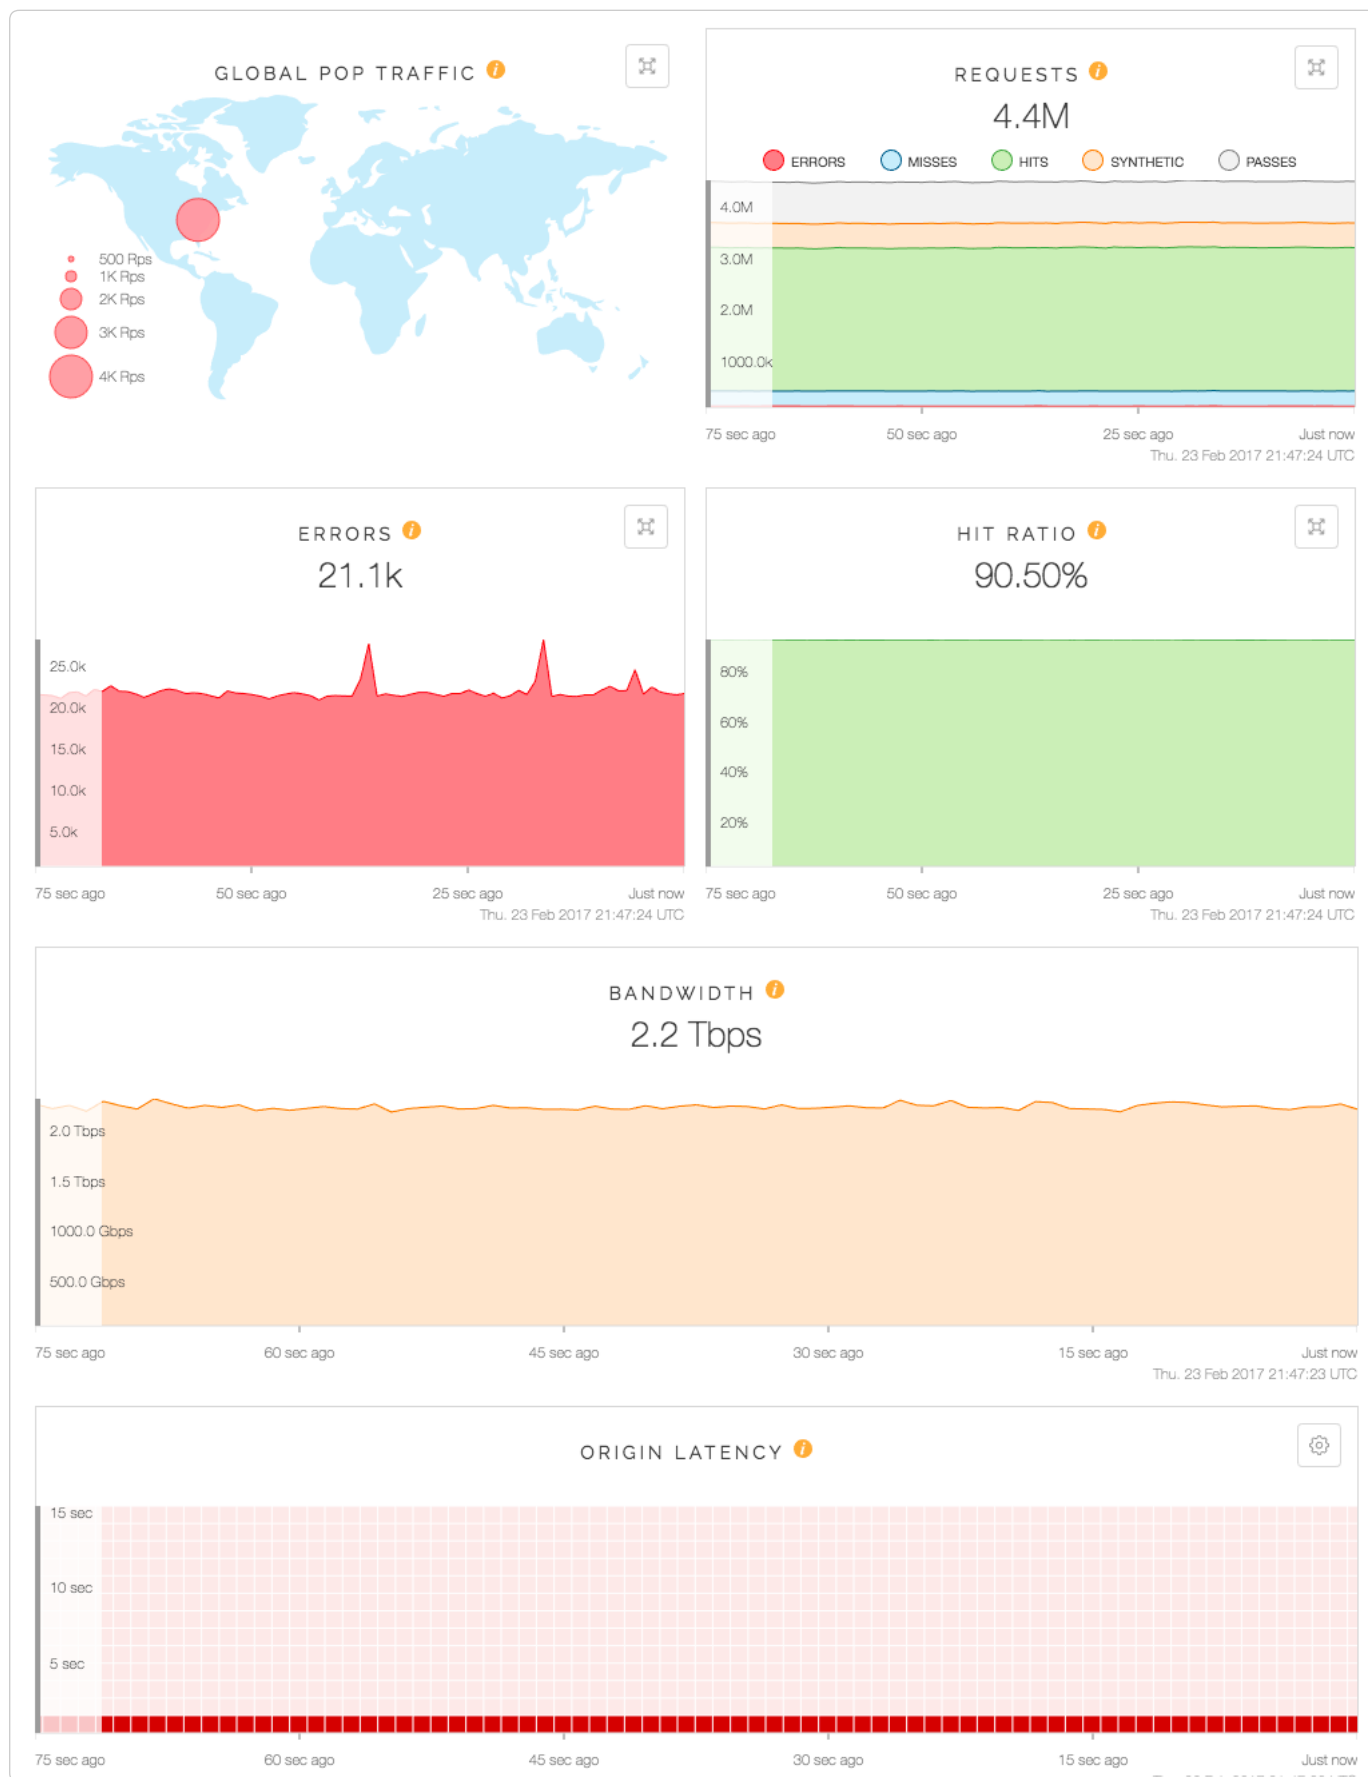 GLOBAL POP TRAFFIC i
500 Rps
1K Rps
2K Rps
3K Rps
4K Rps
REQUESTS i
4.4M
ERRORS MISSES HITS SYNTHETIC PASSES
4.0M
3.0M
2.0M
1000.0k
75 sec ago 50 sec ago 25 sec ago Just now
Thu. 23 Feb 2017 21:47:24 UTC
ERRORS i
21.1k
25.0k
20.0k
15.0k
10.0k
5.0k
75 sec ago 50 sec ago 25 sec ago Just now
Thu. 23 Feb 2017 21:47:24 UTC
HIT RATIO i
90.50%
80%
60%
40%
20%
75 sec ago 50 sec ago 25 sec ago Just now
Thu. 23 Feb 2017 21:47:24 UTC
BANDWIDTH i
2.2 Tbps
2.0 Tbps
1.5 Tbps
1000.0 Gbps
500.0 Gbps
75 sec ago 60 sec ago 45 sec ago 30 sec ago 15 sec ago Just now
Thu. 23 Feb 2017 21:47:23 UTC
ORIGIN LATENCY i
15 sec
10 sec
5 sec
75 sec ago 60 sec ago 45 sec ago 30 sec ago 15 sec ago Just now